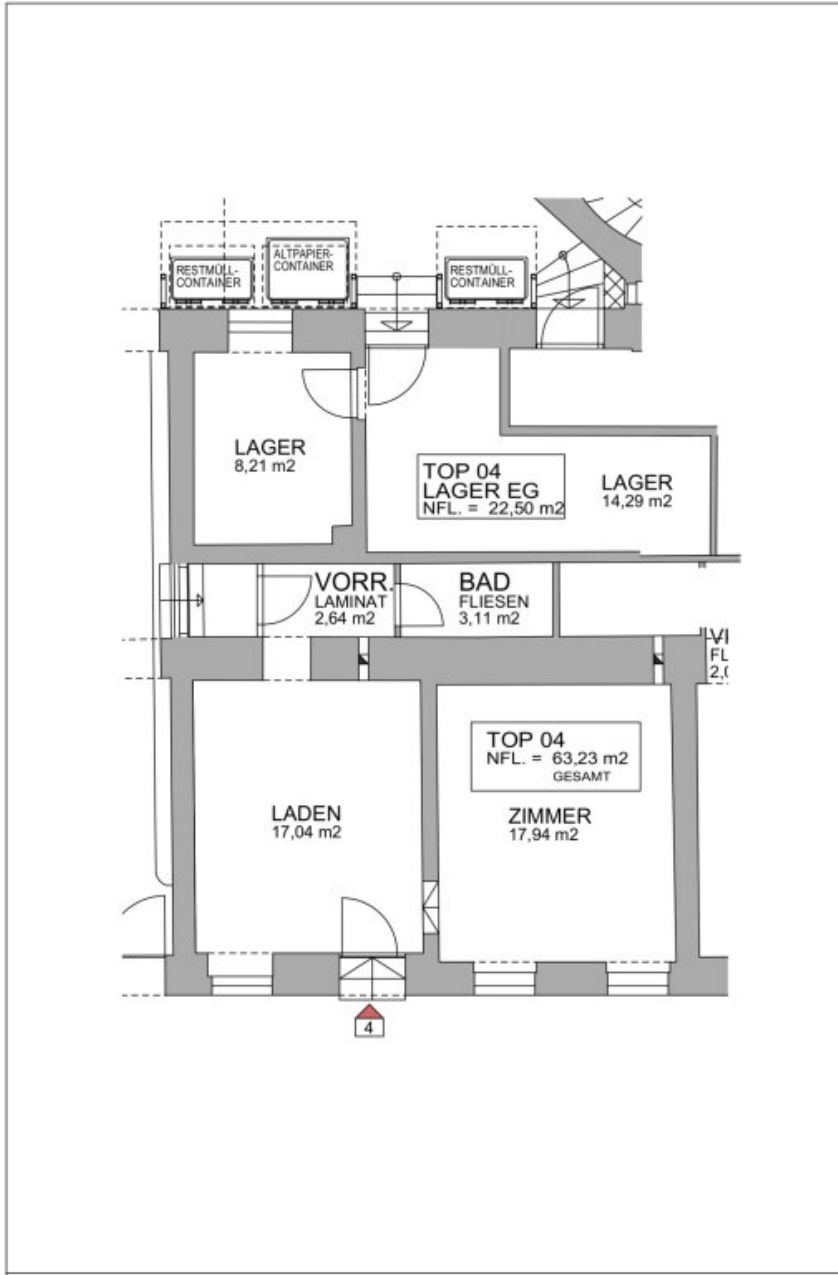 RESTMÜLL-
CONTAINER
ALTPAPIER-
CONTAINER
RESTMÜLL-
CONTAINER
LAGER
8,21 m2
TOP 04
LAGER EG
NFL. = 22,50 m2
LAGER
14,29 m2
VORR.
LAMINAT
2,64 m2
BAD
FLIESEN
3,11 m2
FL
TOP 04
NFL. = 63,23 m2
GESAMT
LADEN
17,04 m2
ZIMMER
17,94 m2
4